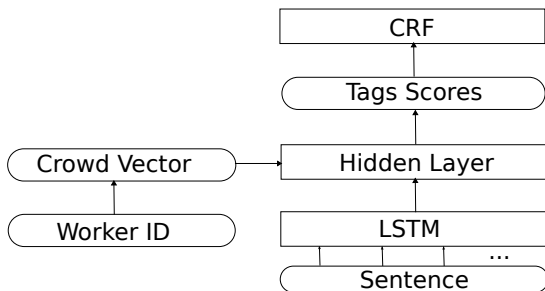 CRF
Tags Scores
Crowd Vector
Hidden Layer
Worker ID
LSTM
...
Sentence